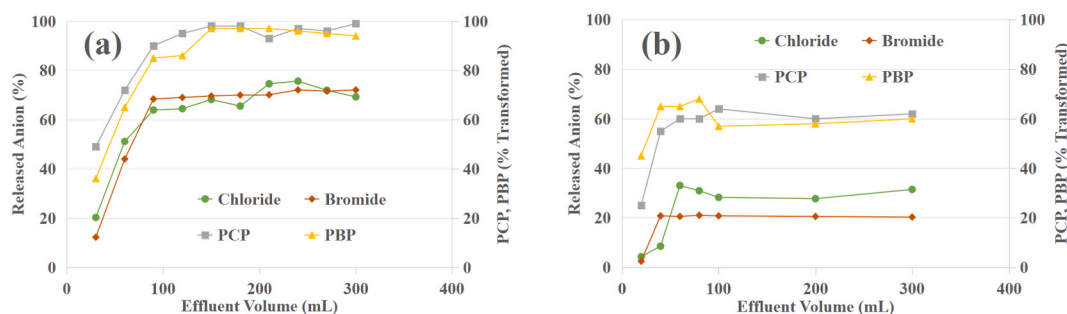 (a)
Released Anion (%)
100
80
60
40
20
0
0
100
200
300
400
Effluent Volume (mL)
100
80
60
40
20
0
PCP, PBP (% Transformed)
Chloride
Bromide
PCP
PBP
(b)
Released Anion (%)
100
80
60
40
20
0
0
100
200
300
400
Effluent Volume (mL)
100
80
60
40
20
0
PCP, PBP (% Transformed)
Chloride
Bromide
PCP
PBP